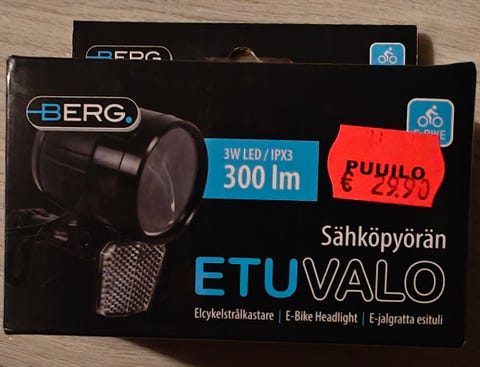 BERG.
BERG.
E-BIKE
3W LED / IPX3
300 lm
PUUILO
€ 29.90
Sähköpyörän
ETUVALO
Elcykelstrålkastare | E-Bike Headlight | E-jalgratta esituli